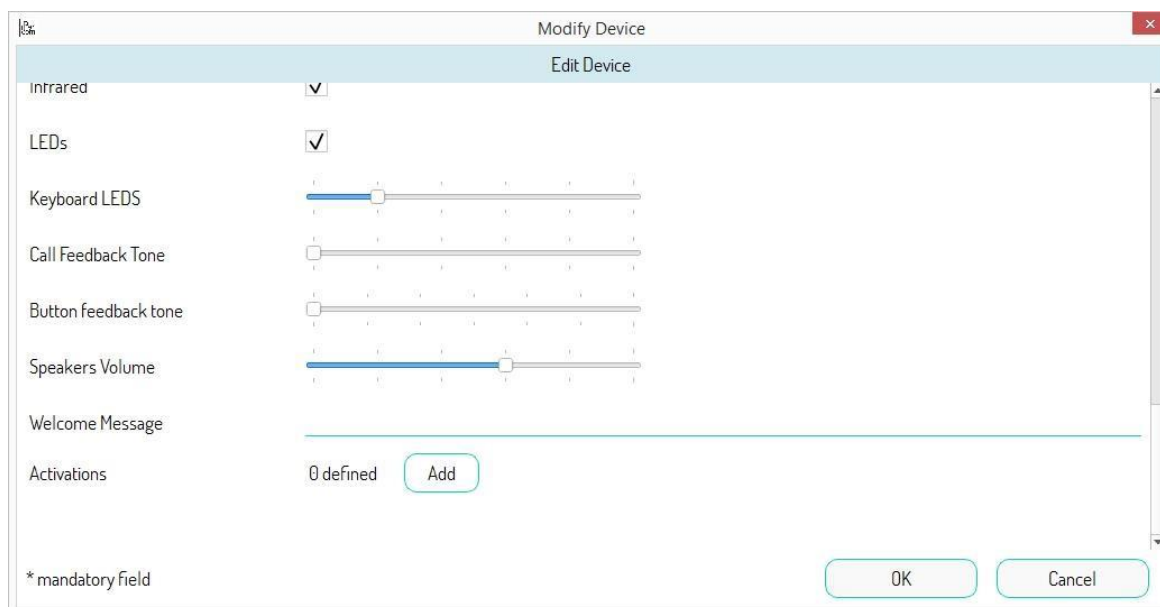 Modify Device
Edit Device
Infrared
LEDs
Keyboard LEDS
Call Feedback Tone
Button feedback tone
Speakers Volume
Welcome Message
Activations 0 defined Add
* mandatory field OK Cancel